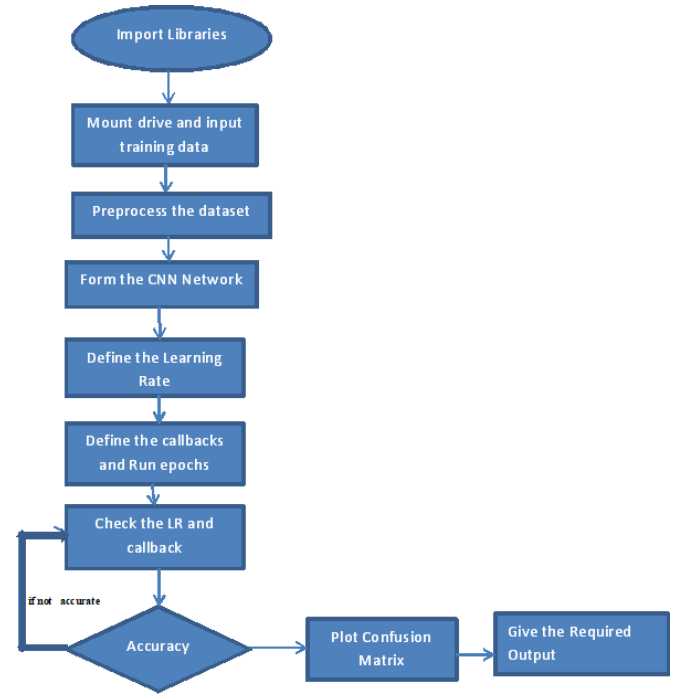 Import Libraries
Mount drive and input
training data
Preprocess the dataset
Form the CNN Network
Define the Learning
Rate
Define the callbacks
and Run epochs
Check the LR and
callback
if not accurate
Accuracy
Plot Confusion
Matrix
Give the Required
Output